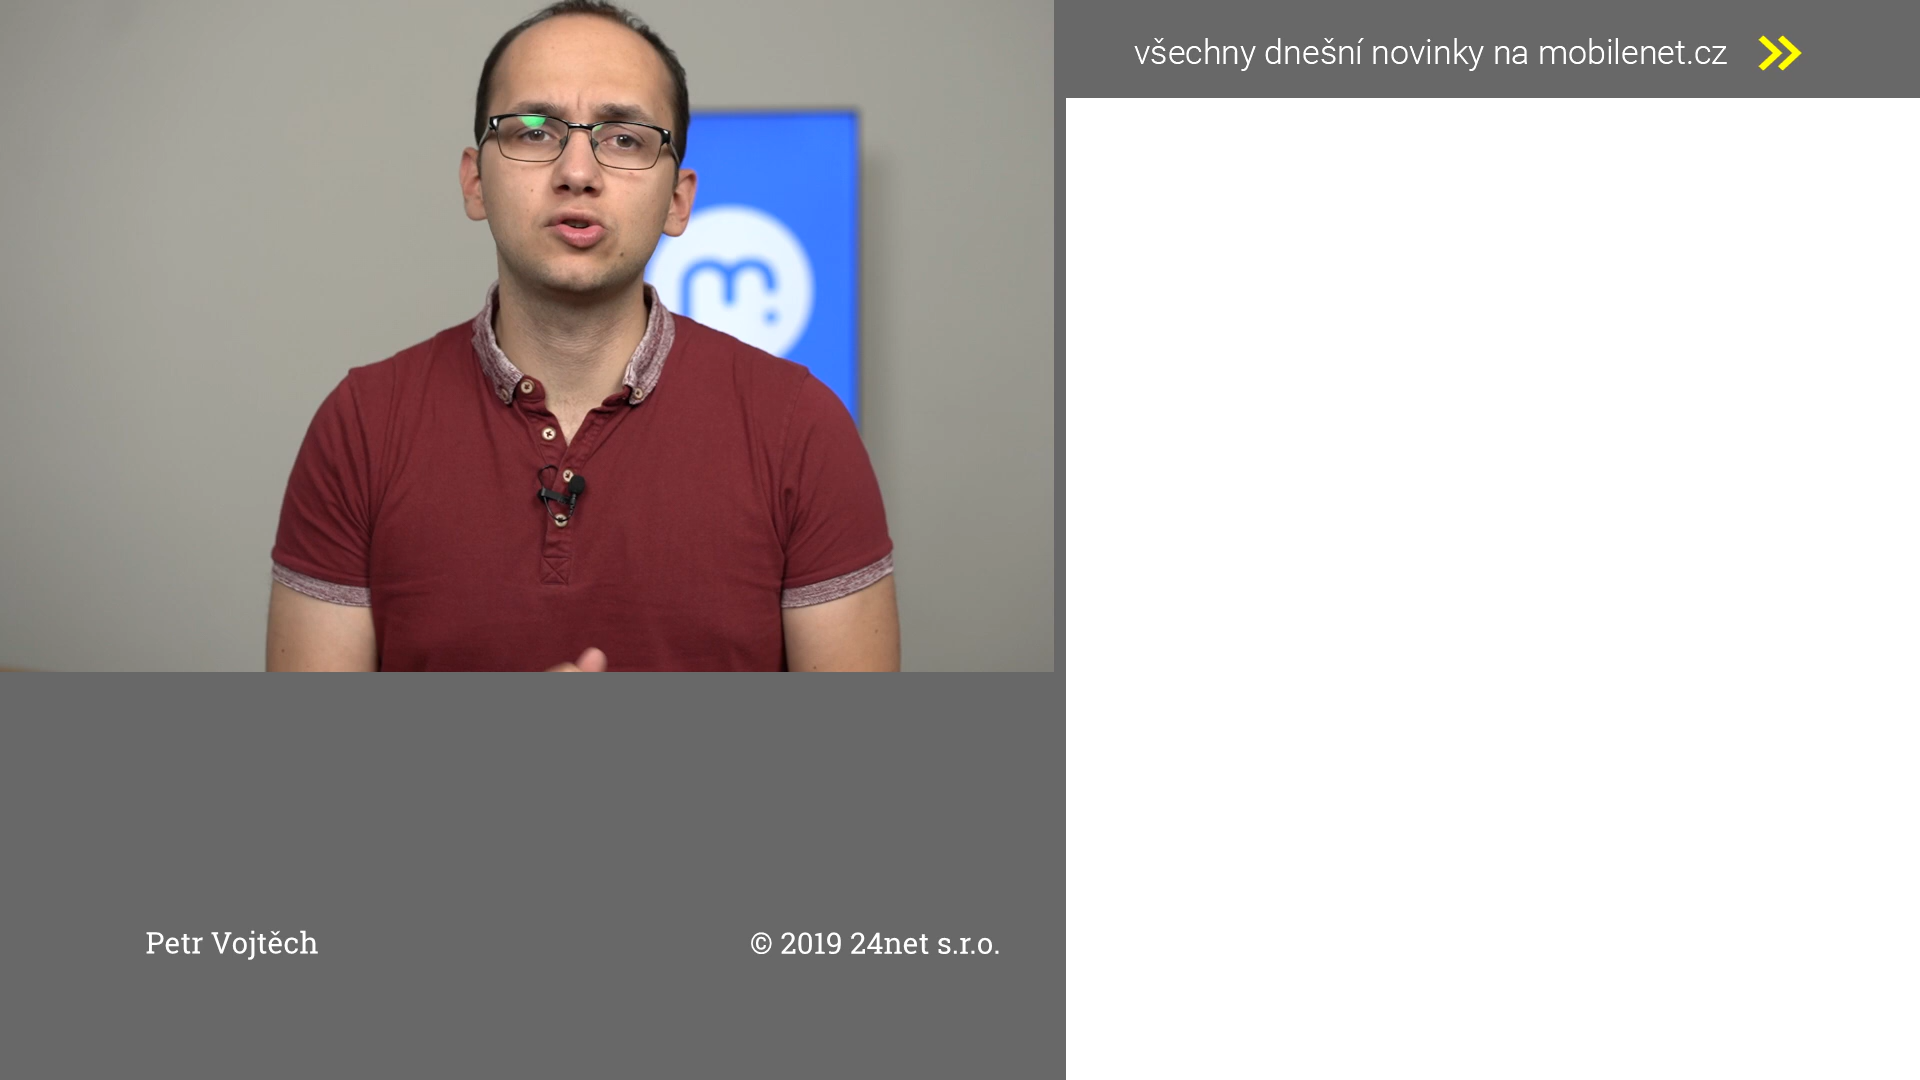 všechny dnešní novinky na mobilenet.cz
m.
Petr Vojtěch
© 2019 24net s.r.o.